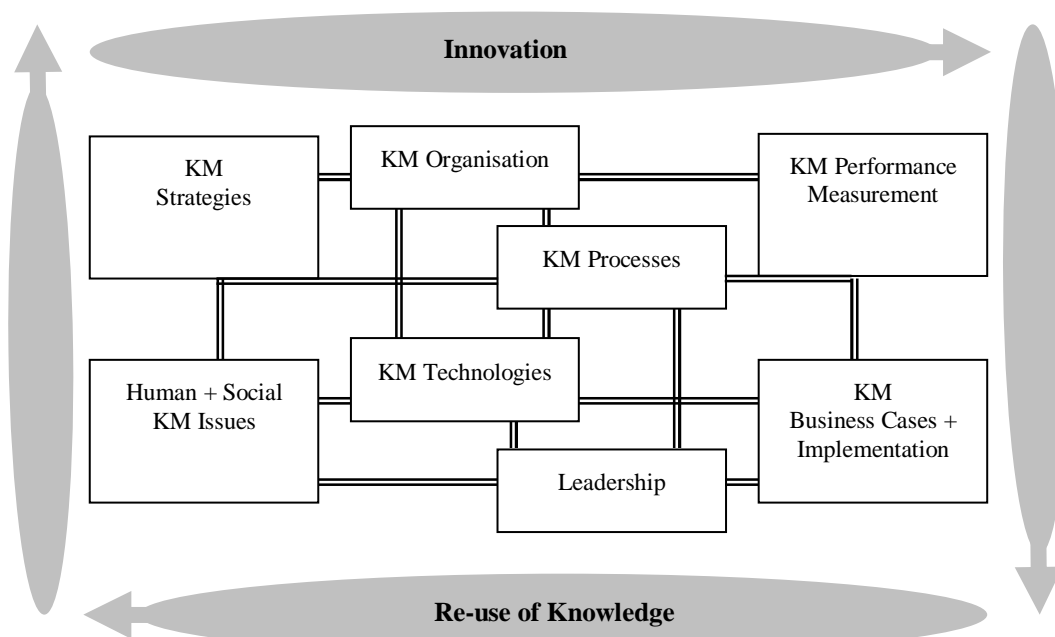 Innovation
KM
Strategies
KM Organisation
KM Performance
Measurement
KM Processes
Human + Social
KM Issues
KM Technologies
KM
Business Cases +
Implementation
Leadership
Re-use of Knowledge